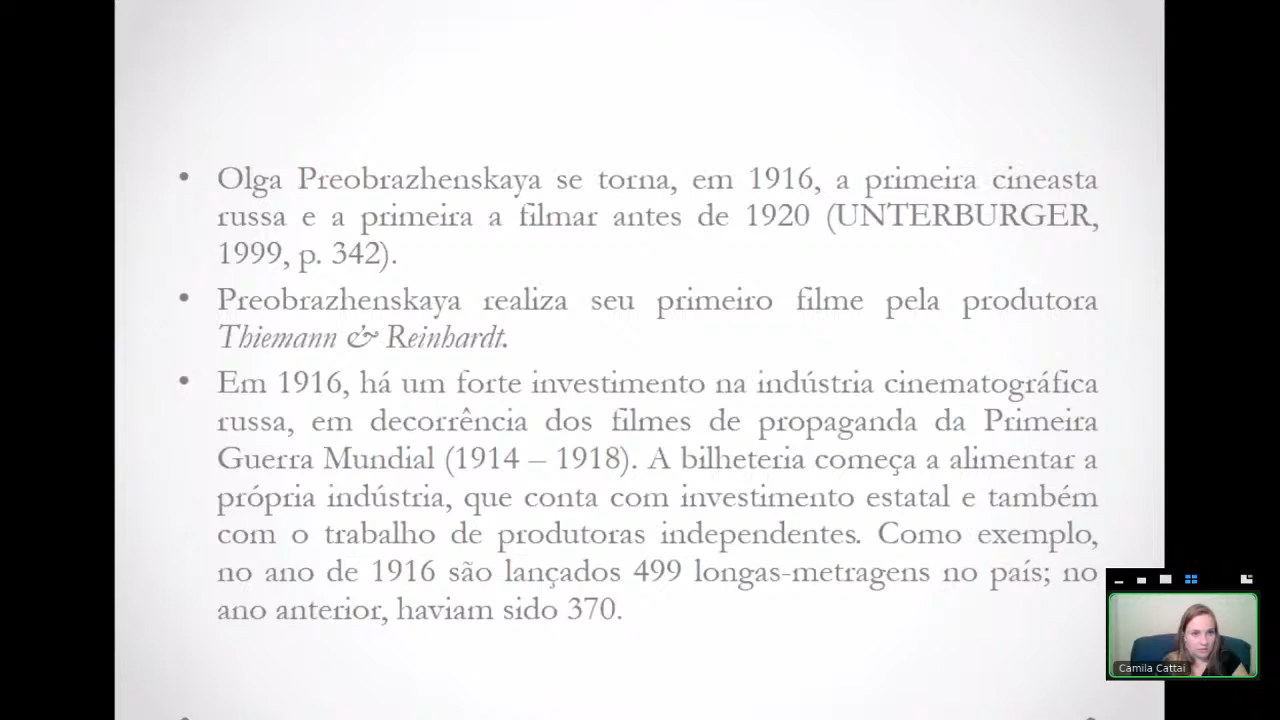 • Olga Preobrazhenskaya se torna, em 1916, a primeira cineasta
russa e a primeira a filmar antes de 1920 (UNTERBURGER,
1999, p. 342).
• Preobrazhenskaya realiza seu primeiro filme pela produtora
Thiemann & Reinhardt.
• Em 1916, há um forte investimento na indústria cinematográfica
russa, em decorrência dos filmes de propaganda da Primeira
Guerra Mundial (1914 – 1918). A bilheteria começa a alimentar a
própria indústria, que conta com investimento estatal e também
com o trabalho de produtoras independentes. Como exemplo,
no ano de 1916 são lançados 499 longas-metragens no país; no
ano anterior, haviam sido 370.
Camila Cattai